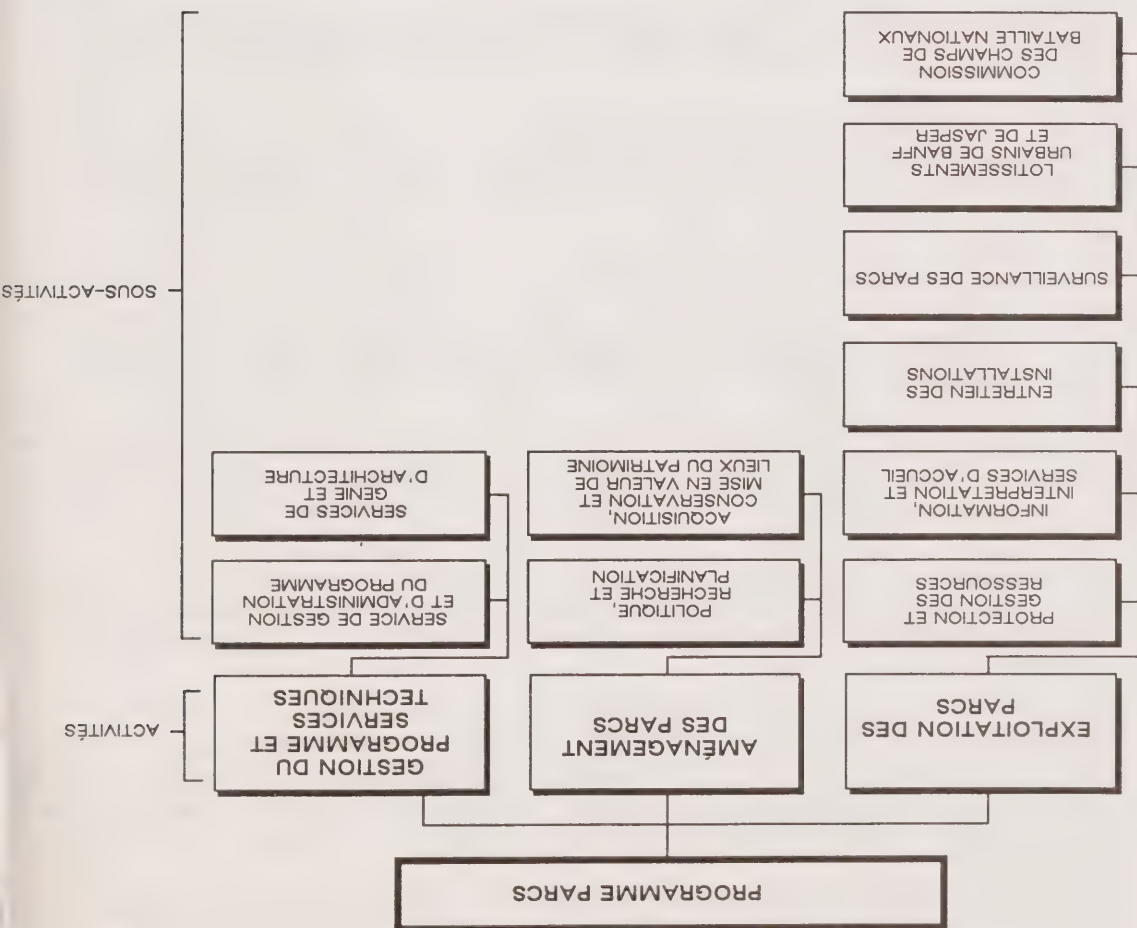 PROGRAMME PARCS
EXPLOITATION DES
PARCS
AMÉNAGEMENT
DES PARCS
GESTION DU
PROGRAMME ET
SERVICES
TECHNIQUES
ACTIVITÉS
PROTECTION ET
GESTION DES
RESSOURCES
POLITIQUE,
RECHERCHE ET
PLANIFICATION
SERVICE DE GESTION
ET D'ADMINISTRATION
DU PROGRAMME
INFORMATION,
INTERPRETATION ET
SERVICES D'ACCUEIL
ACQUISITION,
CONSERVATION ET
MISE EN VALEUR DE
LIEUX DU PATRIMOINE
SERVICES DE
GENIE ET
D'ARCHITECTURE
ENTRETIEN DES
INSTALLATIONS
SURVEILLANCE DES PARCS
SOUS-ACTIVITÉS
LOTISSEMENTS
URBAINS DE BANFF
ET DE JASPER
COMMISSION
DES CHAMPS DE
BATAILLE NATIONAUX